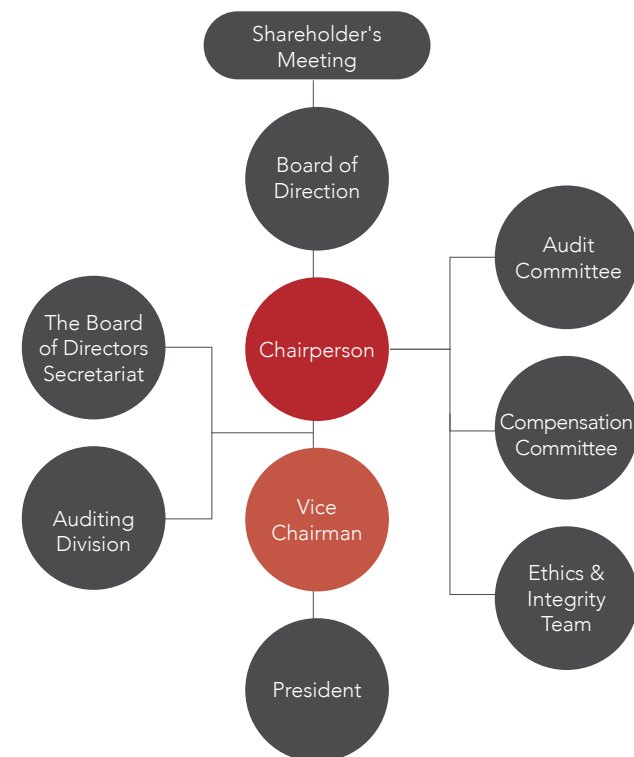 Shareholder's
Meeting
Board of
Direction
Audit
Committee
The Board
of Directors
Secretariat
Chairperson
Compensation
Committee
Auditing
Division
Vice
Chairman
Ethics &
Integrity
Team
President